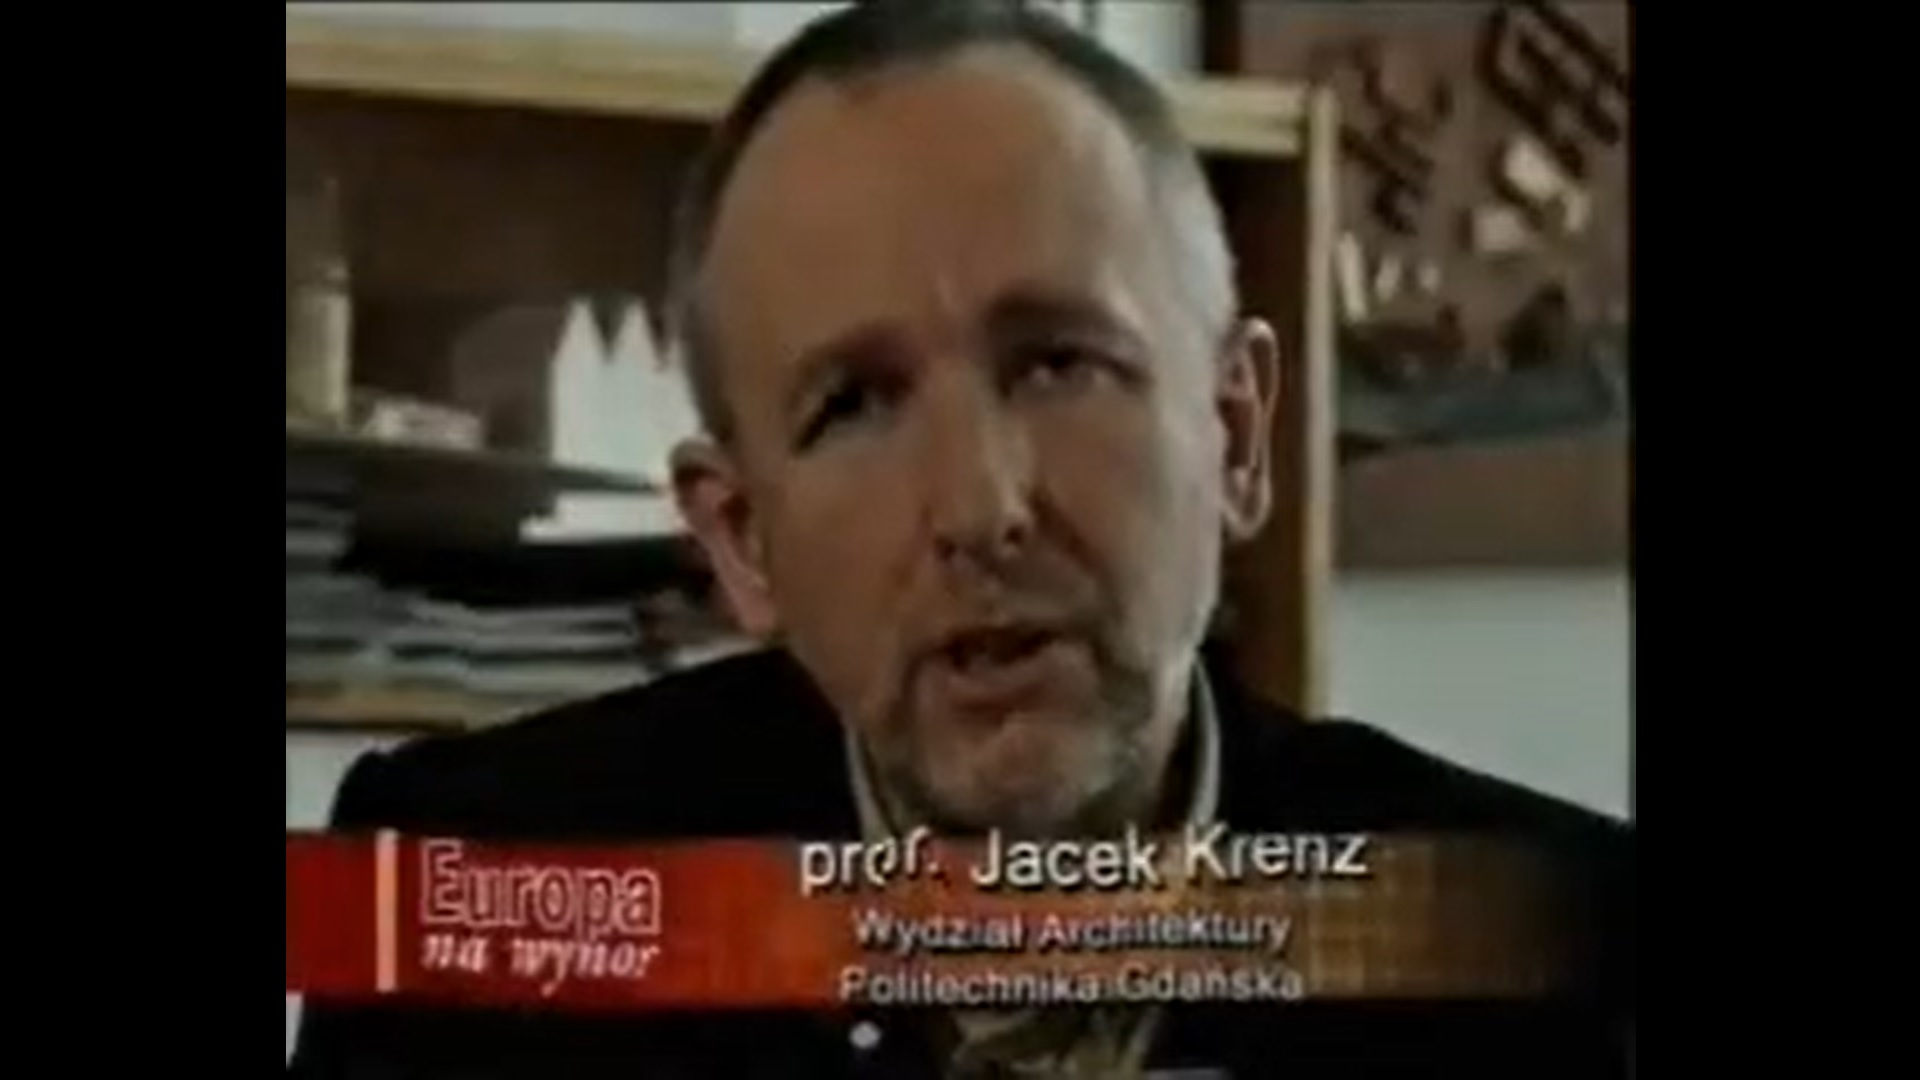 Europa
na wynos
prof. Jacek Krenz
Wydział Architektury
Politechnika Gdańska